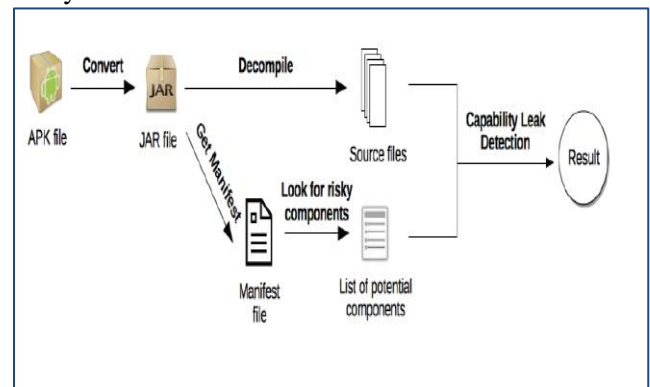 Convert
Decompile
JAR
APK file
JAR file
Source files
Get Manifest
Capability Leak
Detection
Result
Look for risky
components
Manifest
file
List of potential
components